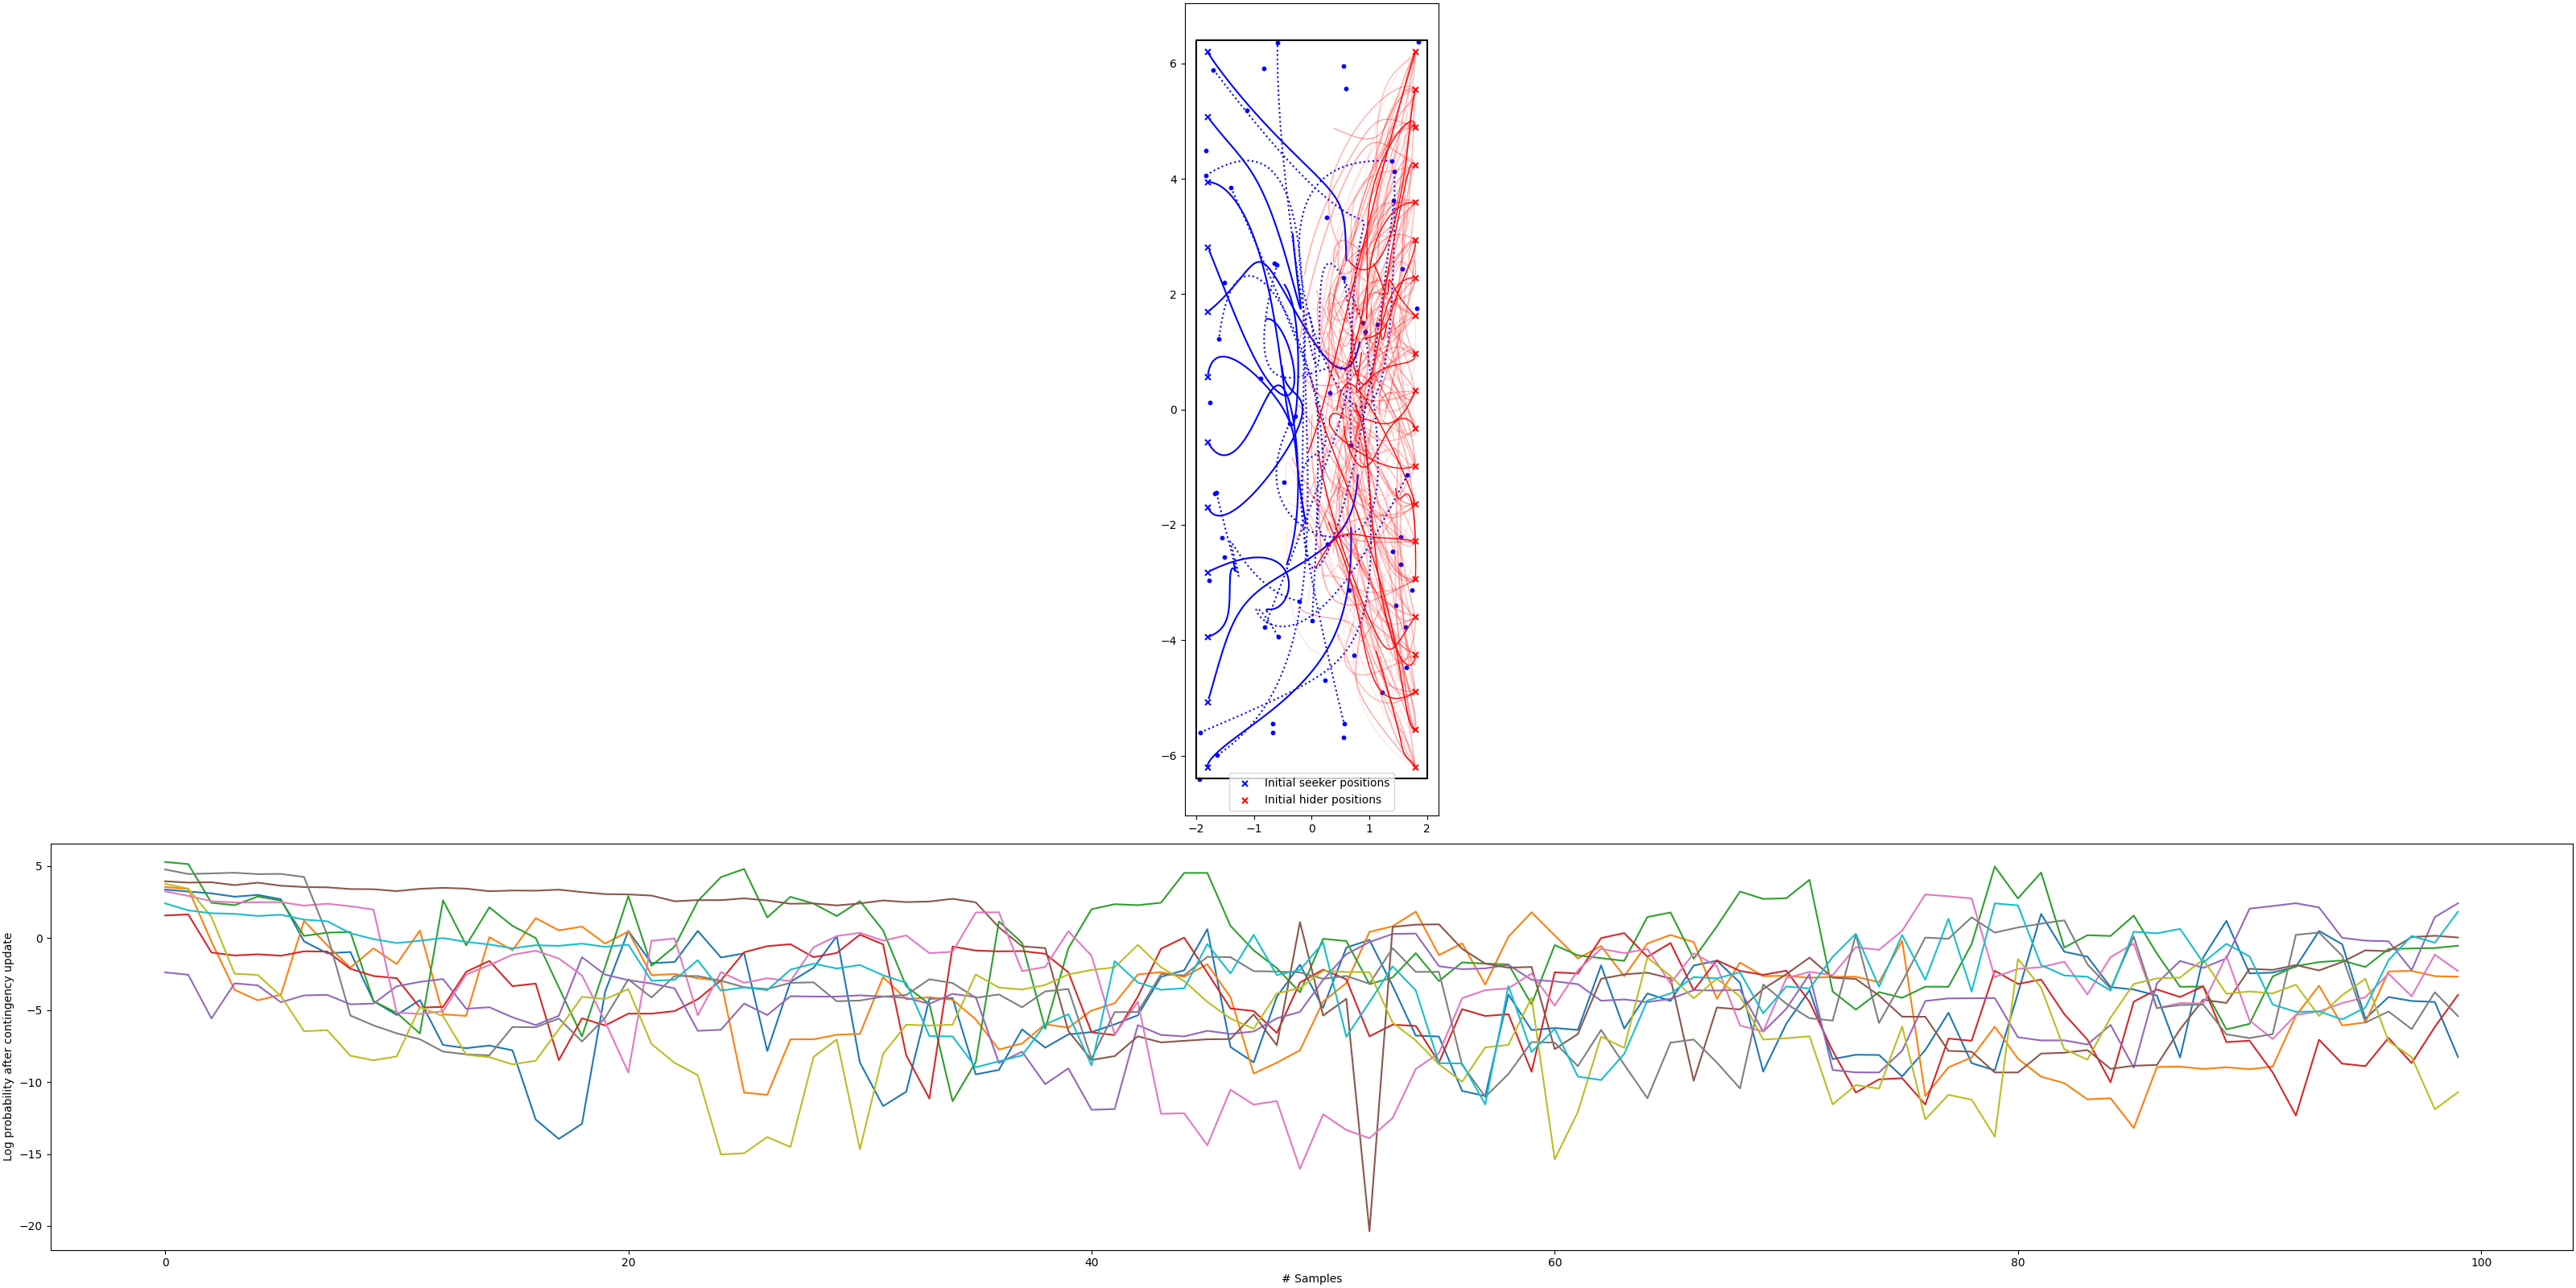 6
4
2
0
−2
−4
−6
Initial seeker positions
Initial hider positions
−2 −1 0 1 2
5
0
−5
−10
−15
−20
Log probability after contingency update
0 20 40 60 80 100
# Samples